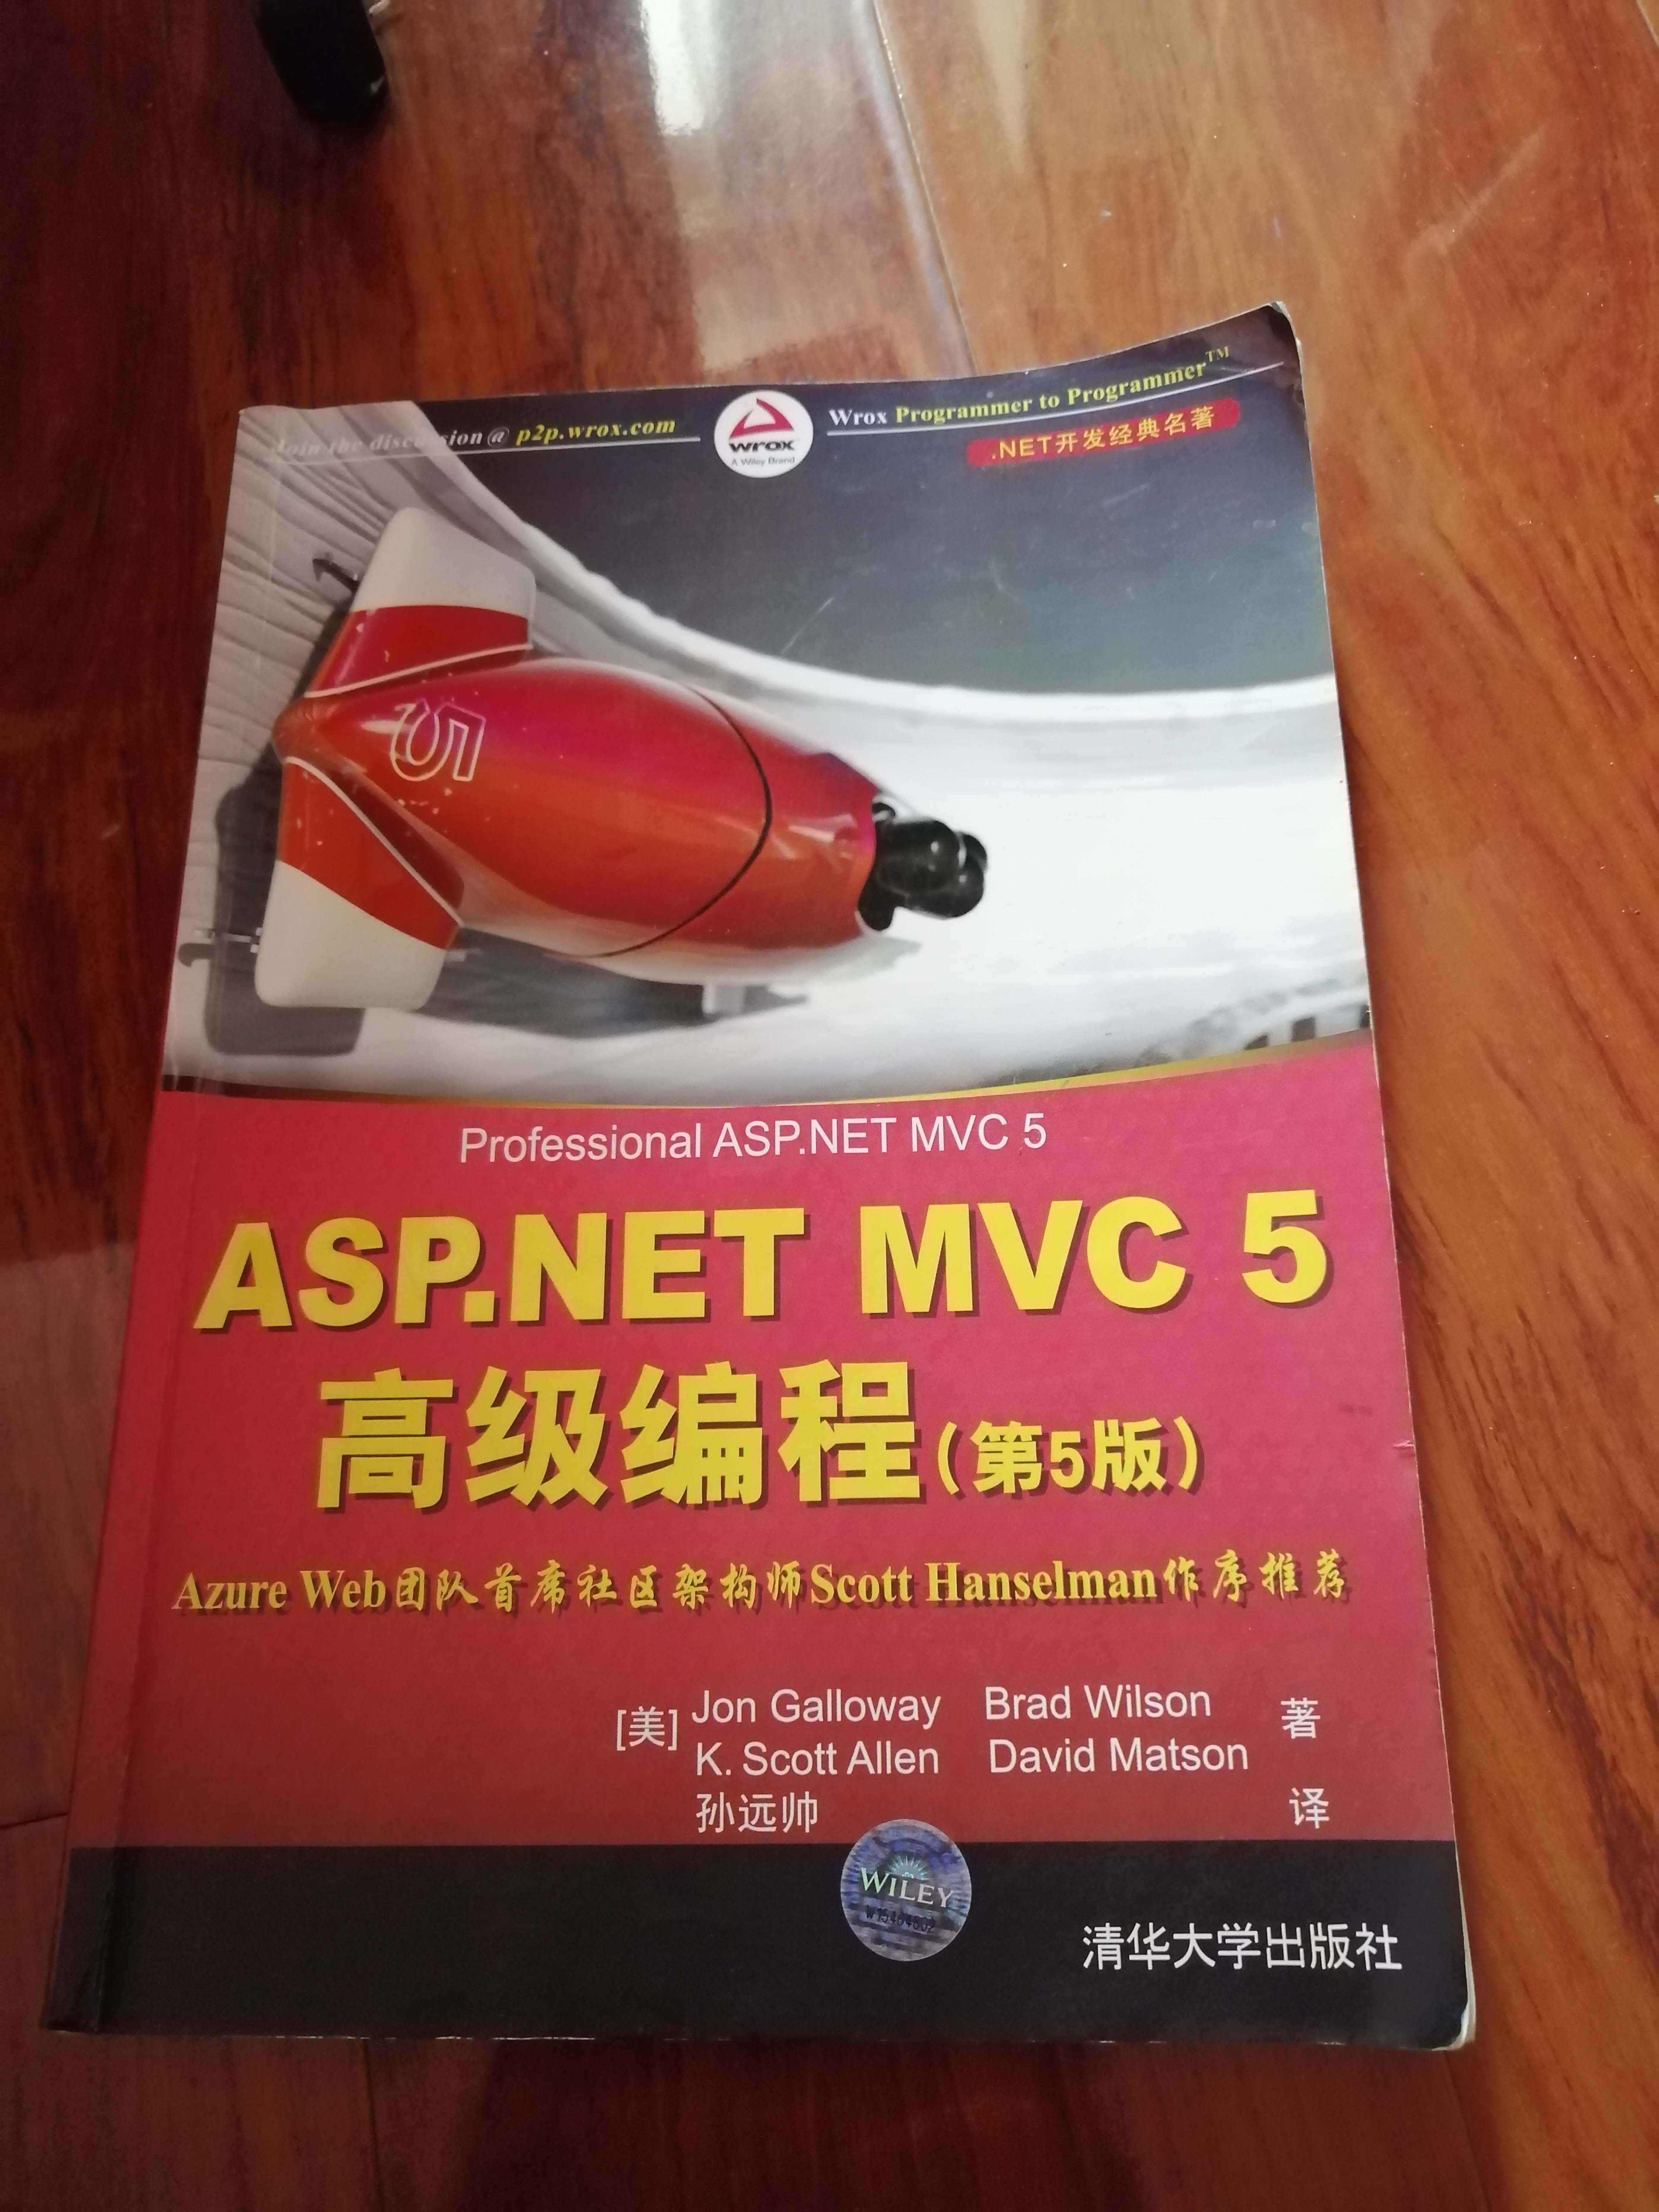 Join the discussion @ p2p.wrox.com
wrox
A Wiley Brand
Wrox Programmer to Programmer™
.NET开发经典名著
5
Professional ASP.NET MVC 5
ASP.NET MVC 5
高级编程(第5版)
Azure Web团队首席社区架构师Scott Hanselman作序推荐
[美] Jon Galloway Brad Wilson 著
K. Scott Allen David Matson
孙远帅 译
WILEY
清华大学出版社